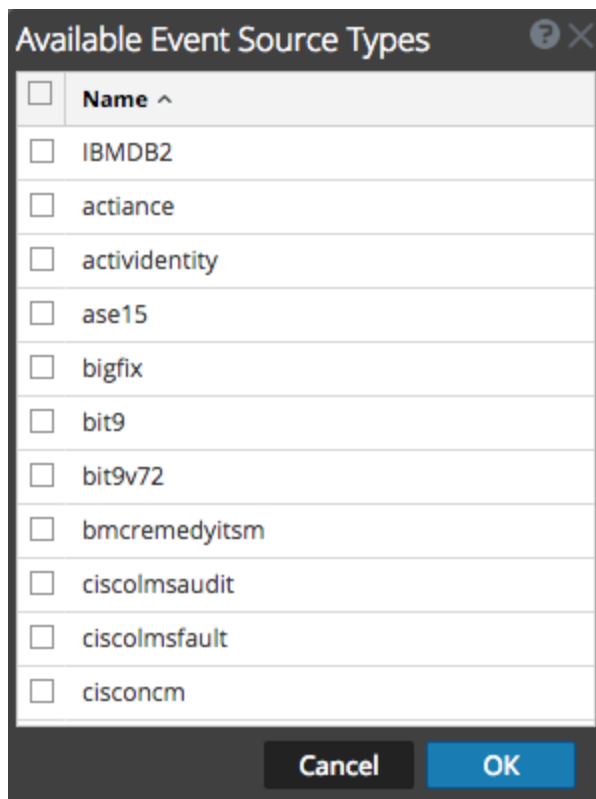 Available Event Source Types
Name
IBMDB2
actiance
actividentity
ase15
bigfix
bit9
bit9v72
bmcremedyitsm
ciscolmsaudit
ciscolmsfault
cisconcm
Cancel OK